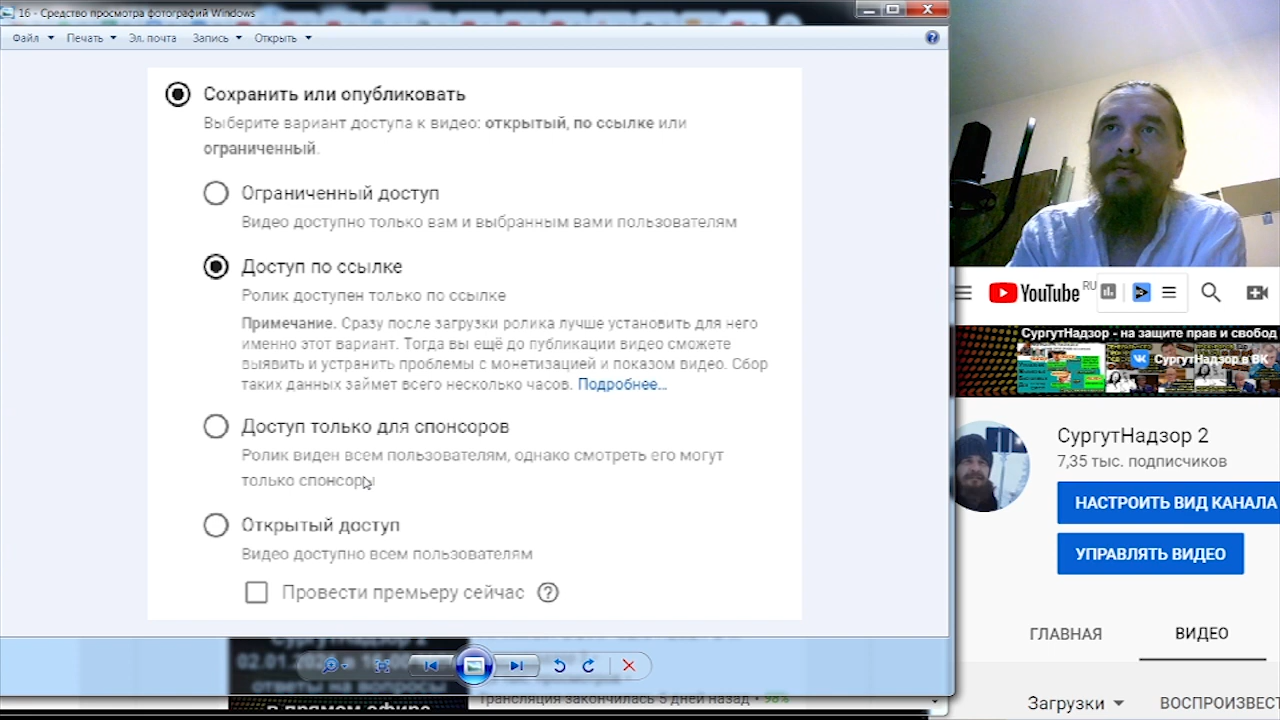 16 - Средство просмотра фотографий Windows
Файл Печать Эл. почта Запись Открыть
Сохранить или опубликовать
Выберите вариант доступа к видео: открытый, по ссылке или
ограниченный.
Ограниченный доступ
Видео доступно только вам и выбранным вами пользователям
Доступ по ссылке
Ролик доступен только по ссылке
Примечание. Сразу после загрузки ролика лучше установить для него
именно этот вариант. Тогда вы ещё до публикации видео сможете
выявить и устранить проблемы с монетизацией и показом видео. Сбор
таких данных займет всего несколько часов. Подробнее...
Доступ только для спонсоров
Ролик виден всем пользователям, однако смотреть его могут
только спонсоры
Открытый доступ
Видео доступно всем пользователям
Провести премьеру сейчас
YouTube RU
СургутНадзор - на защите прав и свобод
СургутНадзор в ВК
СургутНадзор 2
7,35 тыс. подписчиков
НАСТРОИТЬ ВИД КАНАЛА
УПРАВЛЯТЬ ВИДЕО
ГЛАВНАЯ ВИДЕО
Загрузки ВОСПРОИЗВЕСТ
Трансляция закончилась 5 дней назад